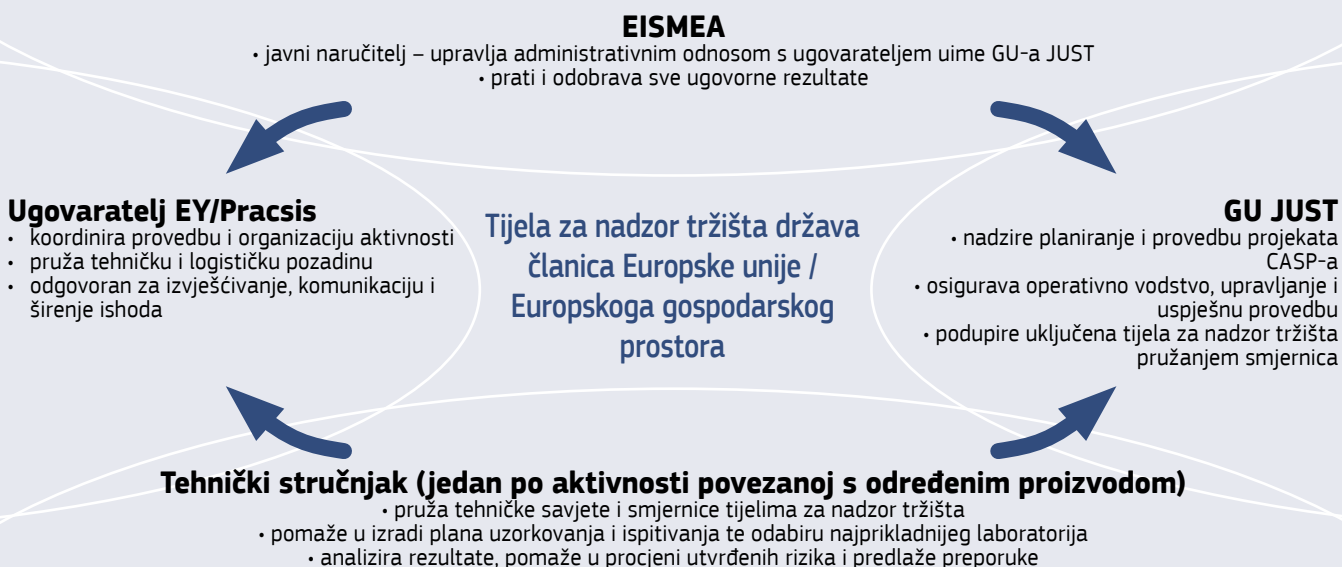 EISMEA
• javni naručitelj – upravlja administrativnim odnosom s ugovarateljem uime GU-a JUST
• prati i odobrava sve ugovorne rezultate
Ugovaratelj EY/Pracsis
• koordinira provedbu i organizaciju aktivnosti
• pruža tehničku i logističku pozadinu
• odgovoran za izvješćivanje, komunikaciju i
širenje ishoda
Tijela za nadzor tržišta država
članica Europske unije /
Europskoga gospodarskog
prostora
GU JUST
• nadzire planiranje i provedbu projekata
CASP-a
• osigurava operativno vodstvo, upravljanje i
uspješnu provedbu
• podupire uključena tijela za nadzor tržišta
pružanjem smjernica
Tehnički stručnjak (jedan po aktivnosti povezanoj s određenim proizvodom)
• pruža tehničke savjete i smjernice tijelima za nadzor tržišta
• pomaže u izradi plana uzorkovanja i ispitivanja te odabiru najprikladnijeg laboratorija
• analizira rezultate, pomaže u procjeni utvrđenih rizika i predlaže preporuke